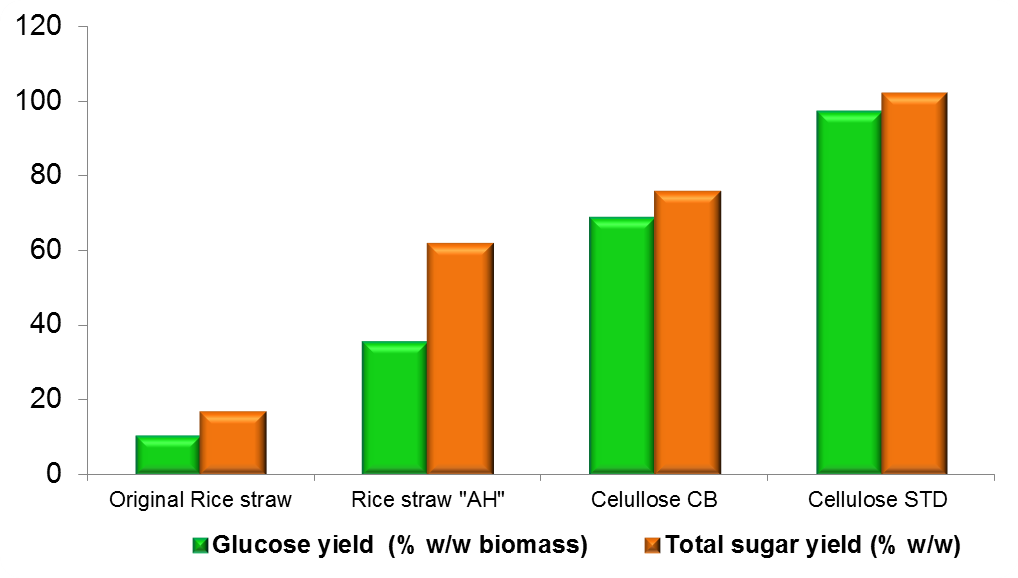 120
100
80
60
40
20
0
Original Rice straw
Rice straw "AH"
Celullose CB
Cellulose STD
Glucose yield (% w/w biomass)
Total sugar yield (% w/w)